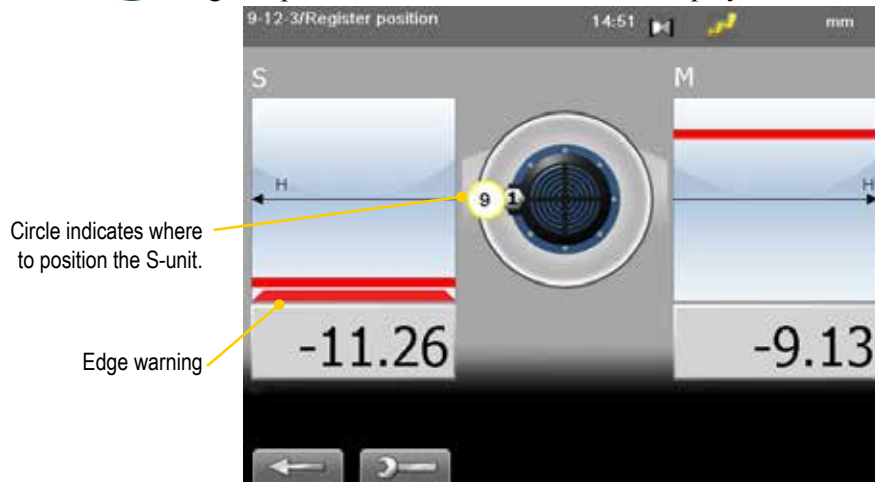 9-12-3/Register position 14:51 mm
S M
H H
9 1
Circle indicates where
to position the S-unit.
Edge warning
-11.26 -9.13